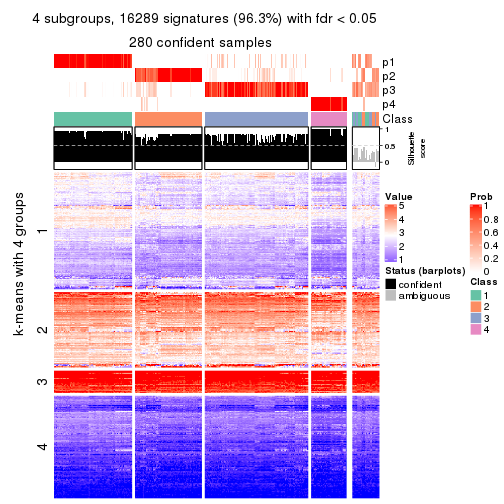 4 subgroups, 16289 signatures (96.3%) with fdr < 0.05
280 confident samples
p1
p2
p3
p4
Class
1
0.5
0
Silhouette
score
k-means with 4 groups
1
2
3
4
Value
5
4
3
2
1
Status (barplots)
confident
ambiguous
Prob
1
0.8
0.6
0.4
0.2
0
Class
1
2
3
4